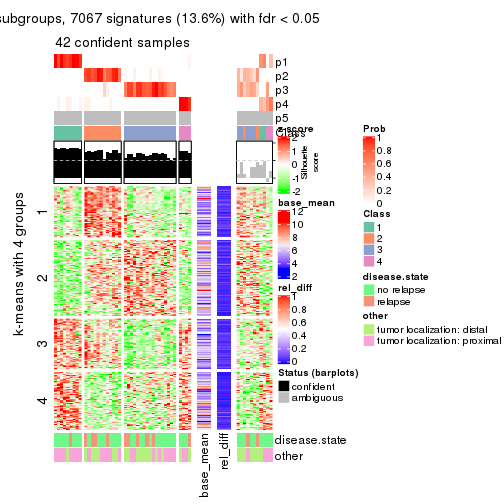 subgroups, 7067 signatures (13.6%) with fdr < 0.05
42 confident samples
p1
p2
p3
p4
p5
Class
z-score
2
1
0
-1
-2
Silhouette
score
Prob
1
0.8
0.6
0.4
0.2
0
base_mean
12
10
8
6
4
2
Class
1
2
3
4
rel_diff
1
0.8
0.6
0.4
0.2
0
disease.state
no relapse
relapse
other
tumor localization: distal
tumor localization: proximal
Status (barplots)
confident
ambiguous
k-means with 4 groups
1
2
3
4
disease.state
other
base_mean
rel_diff